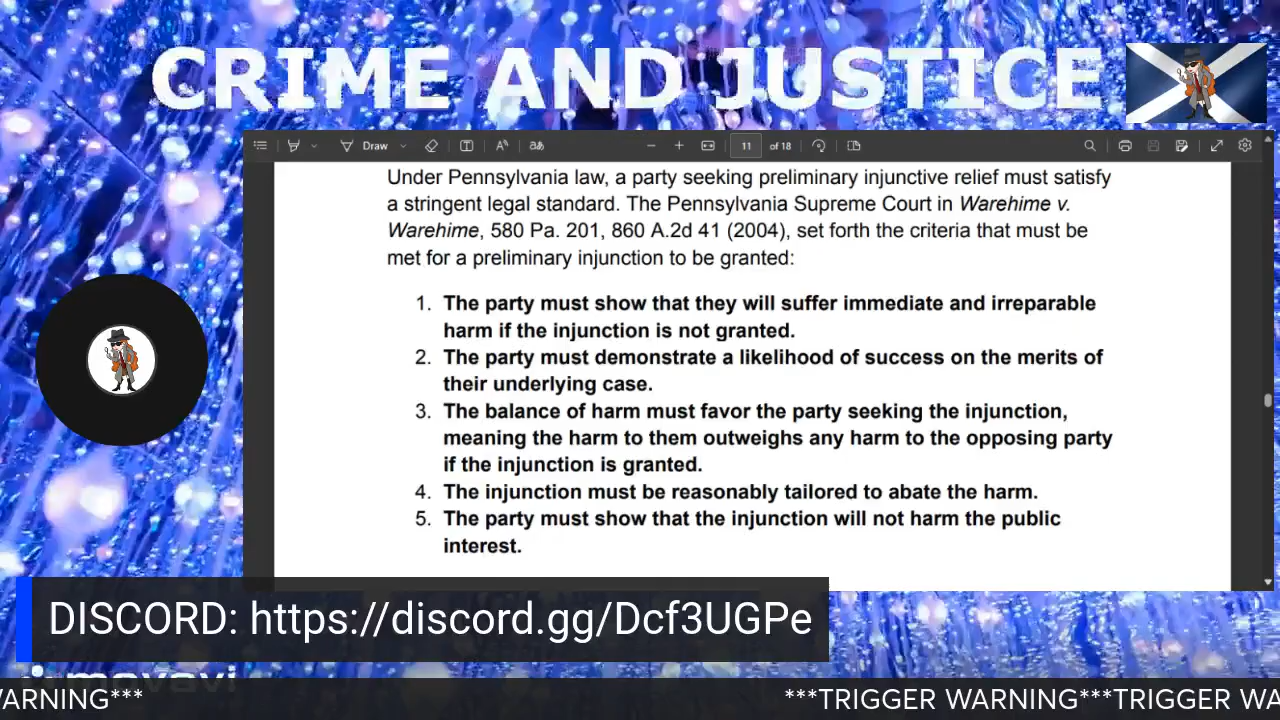 CRIME AND JUSTICE
Draw
11 of 18
Under Pennsylvania law, a party seeking preliminary injunctive relief must satisfy
a stringent legal standard. The Pennsylvania Supreme Court in Warehime v.
Warehime, 580 Pa. 201, 860 A.2d 41 (2004), set forth the criteria that must be
met for a preliminary injunction to be granted:
1. The party must show that they will suffer immediate and irreparable
harm if the injunction is not granted.
2. The party must demonstrate a likelihood of success on the merits of
their underlying case.
3. The balance of harm must favor the party seeking the injunction,
meaning the harm to them outweighs any harm to the opposing party
if the injunction is granted.
4. The injunction must be reasonably tailored to abate the harm.
5. The party must show that the injunction will not harm the public
interest.
DISCORD: https://discord.gg/Dcf3UGPe
movavi
WARNING*** ***TRIGGER WARNING***TRIGGER WA